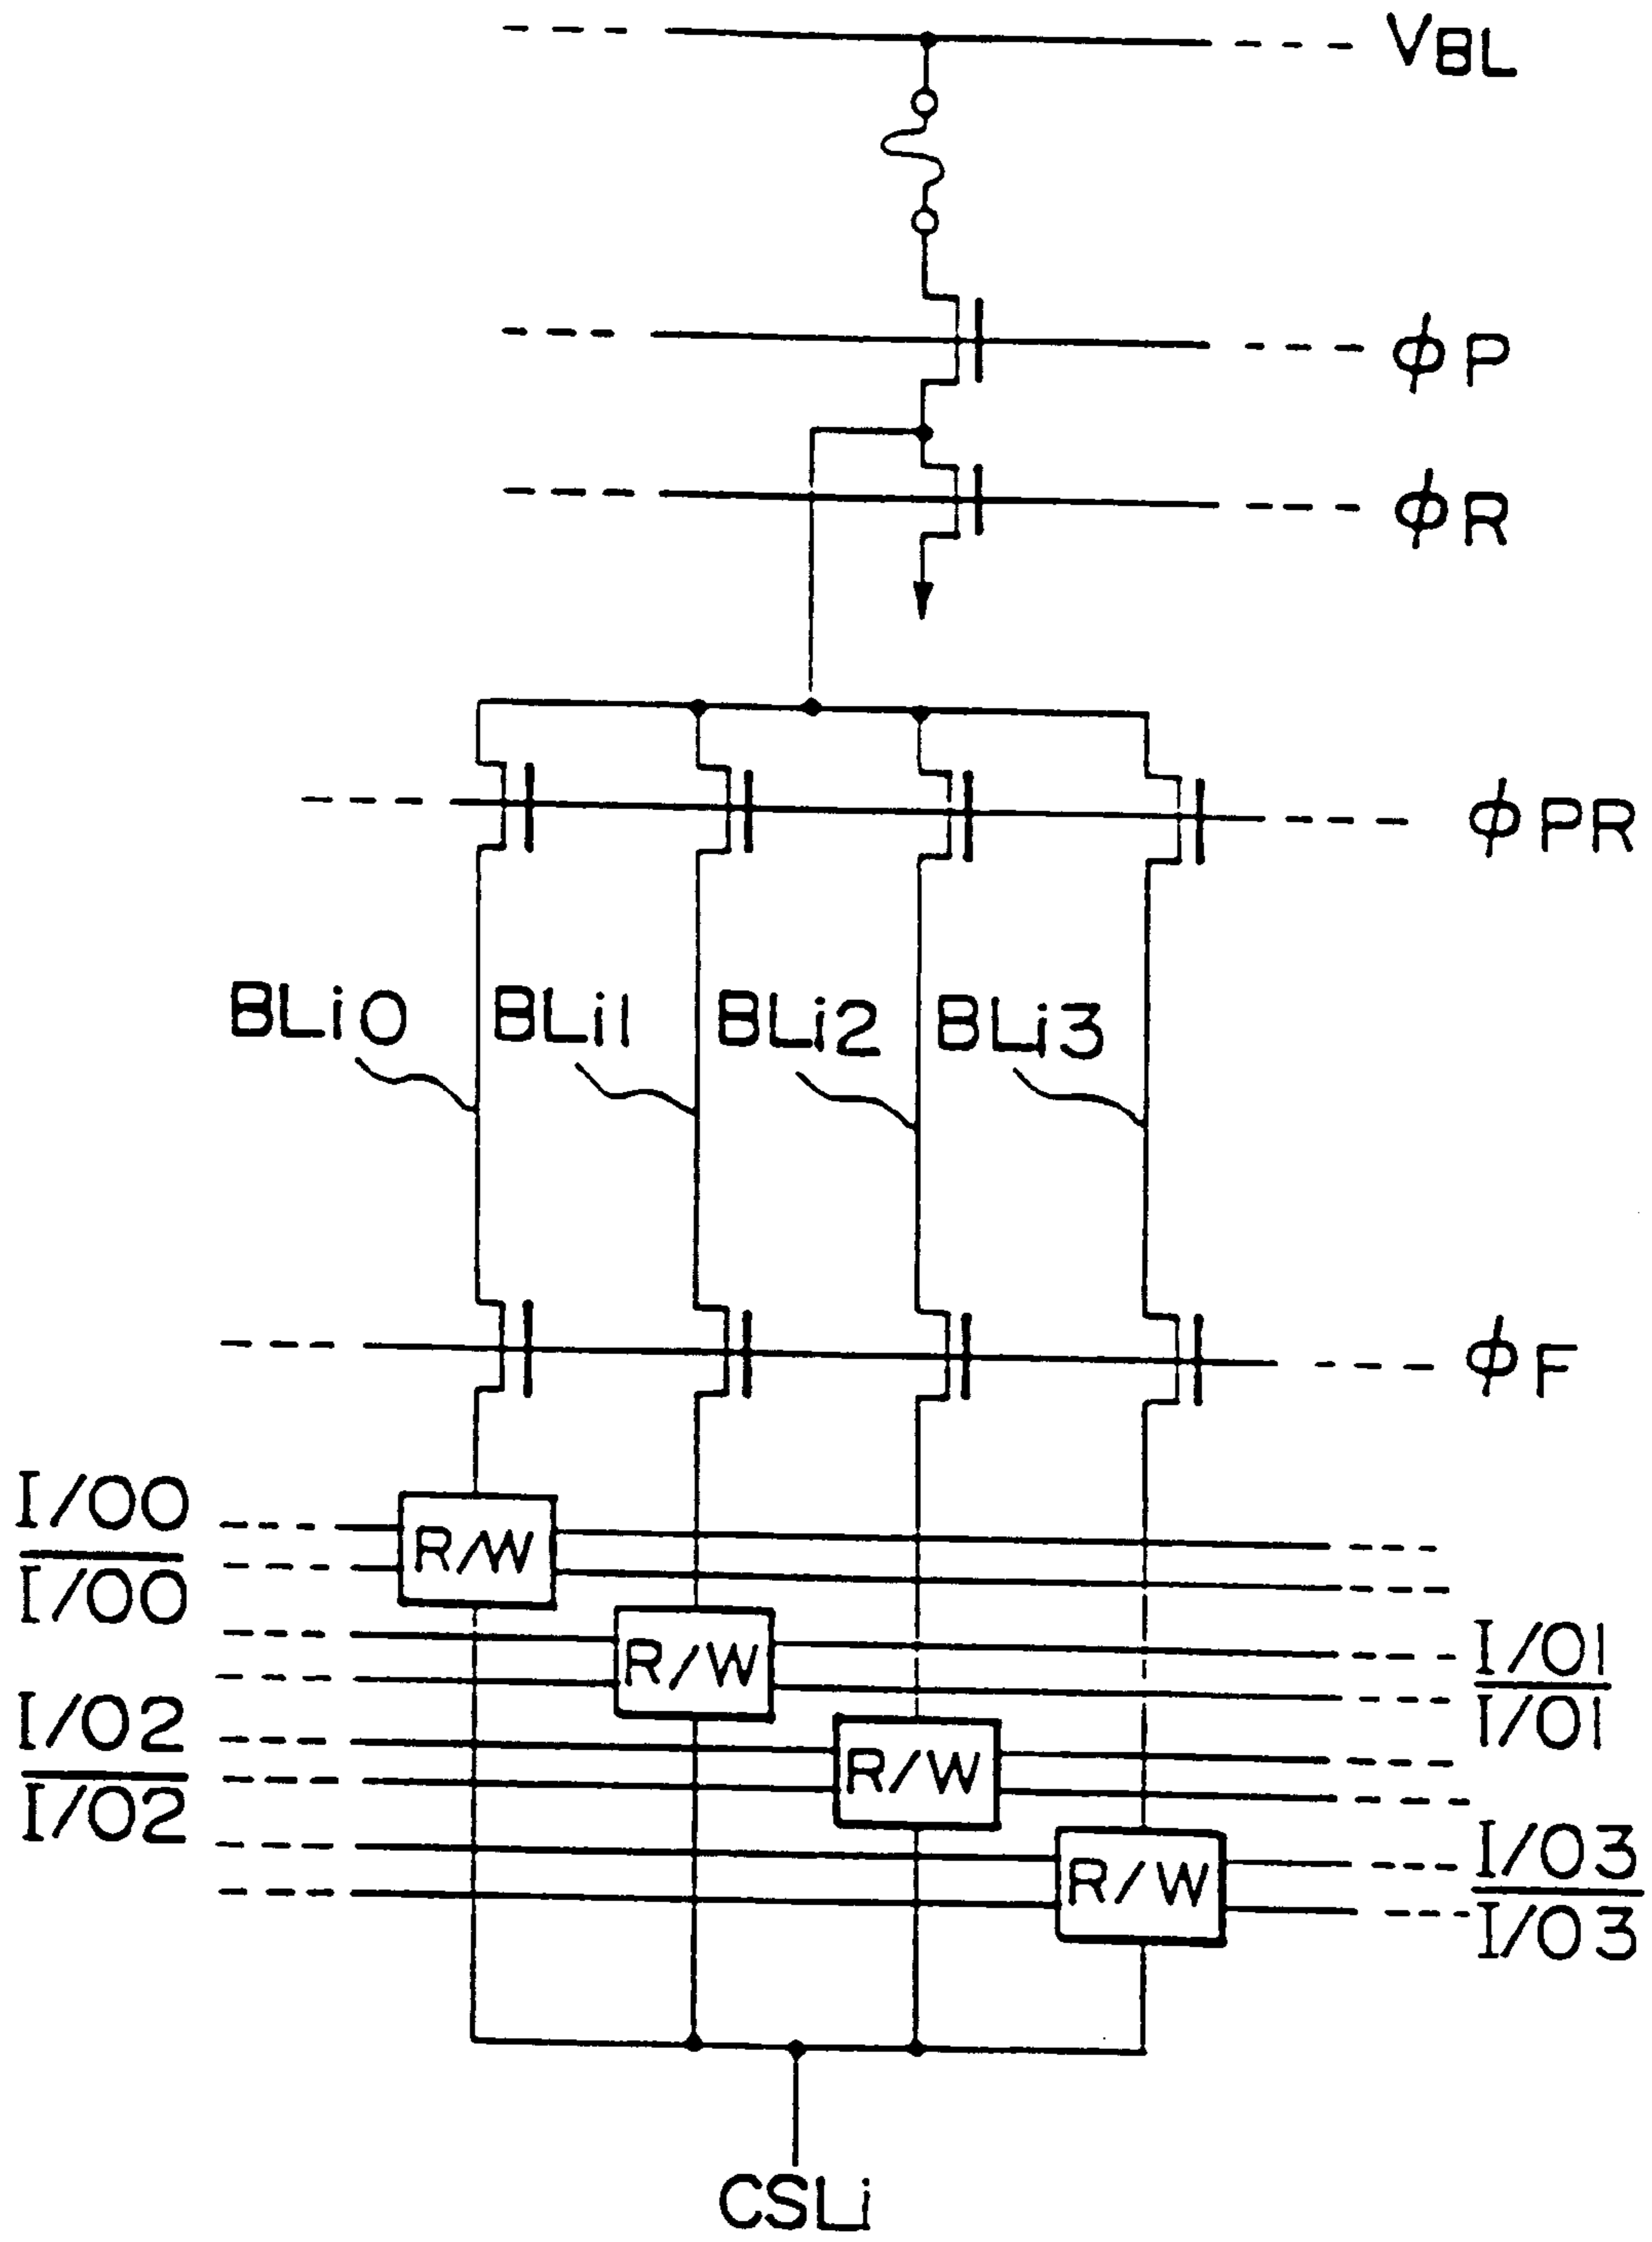 VBL
ϕP
ϕR
ϕPR
BLi0
BLi1
BLi2
BLi3
ϕF
I/O0
I/O0
R/W
R/W
I/O1
I/O1
I/O2
I/O2
R/W
R/W
I/O3
I/O3
CSLi